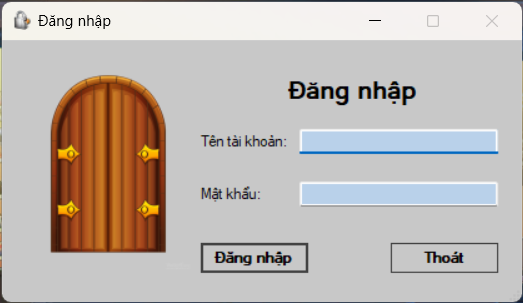 Đăng nhập
Đăng nhập
Tên tài khoản:
Mật khẩu:
Đăng nhập
Thoát